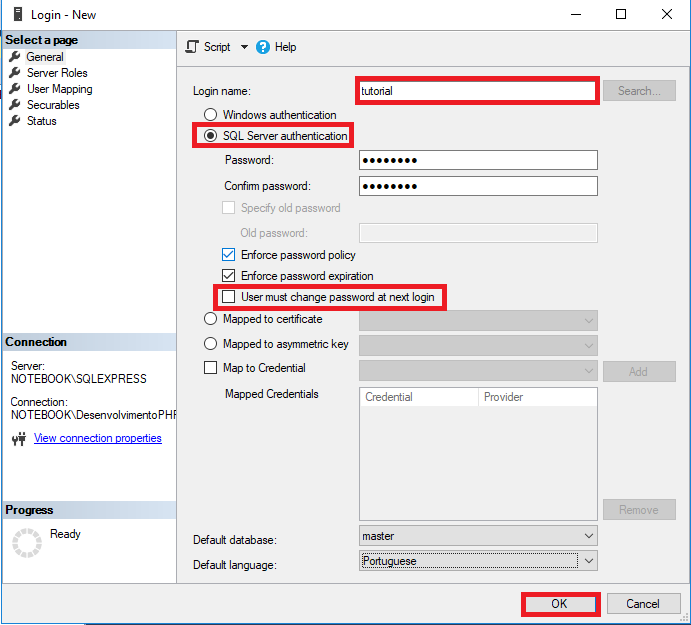 Login - New
Select a page
General
Server Roles
User Mapping
Securables
Status
Connection
Server:
NOTEBOOK\SQLEXPRESS
Connection:
NOTEBOOK\DesenvolvimentoPHP
View connection properties
Progress
Ready
Script Help
Login name: tutorial Search...
Windows authentication
SQL Server authentication
Password: ●●●●●●●●
Confirm password: ●●●●●●●●
Specify old password
Old password:
Enforce password policy
Enforce password expiration
User must change password at next login
Mapped to certificate
Mapped to asymmetric key
Map to Credential Add
Mapped Credentials Credential Provider
Remove
Default database: master
Default language: Portuguese
OK Cancel